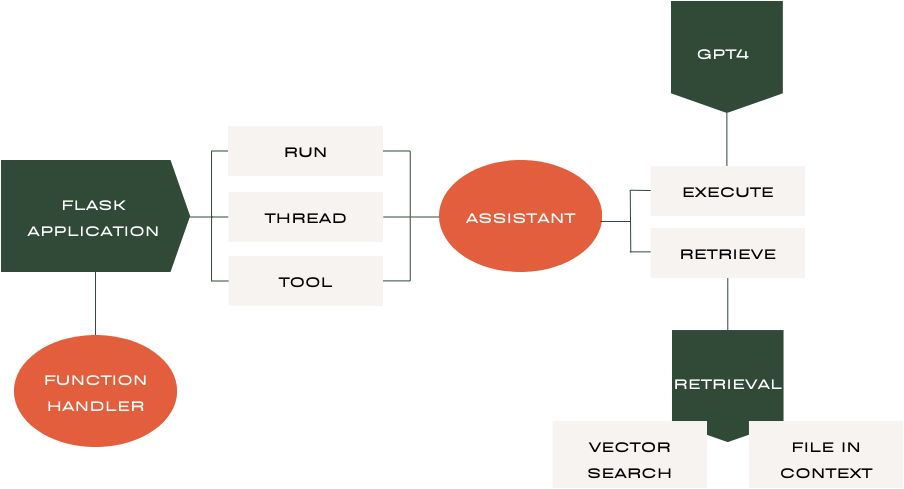 GPT4
RUN
EXECUTE
FLASK
APPLICATION
THREAD
ASSISTANT
RETRIEVE
TOOL
FUNCTION
HANDLER
RETRIEVAL
VECTOR
SEARCH
FILE IN
CONTEXT